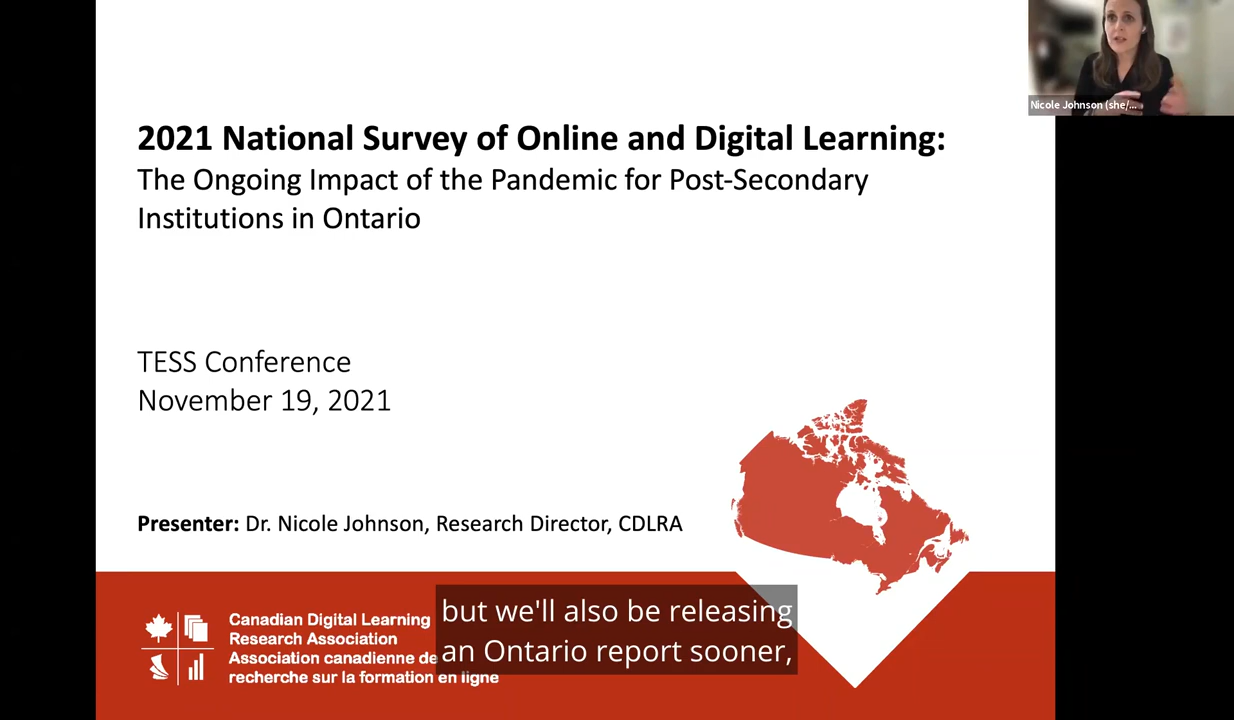 Nicole Johnson (she/...
2021 National Survey of Online and Digital Learning:
The Ongoing Impact of the Pandemic for Post-Secondary
Institutions in Ontario
TESS Conference
November 19, 2021
Presenter: Dr. Nicole Johnson, Research Director, CDLRA
Canadian Digital Learning
Research Association
Association canadienne de
recherche sur la formation en ligne
but we'll also be releasing
an Ontario report sooner,